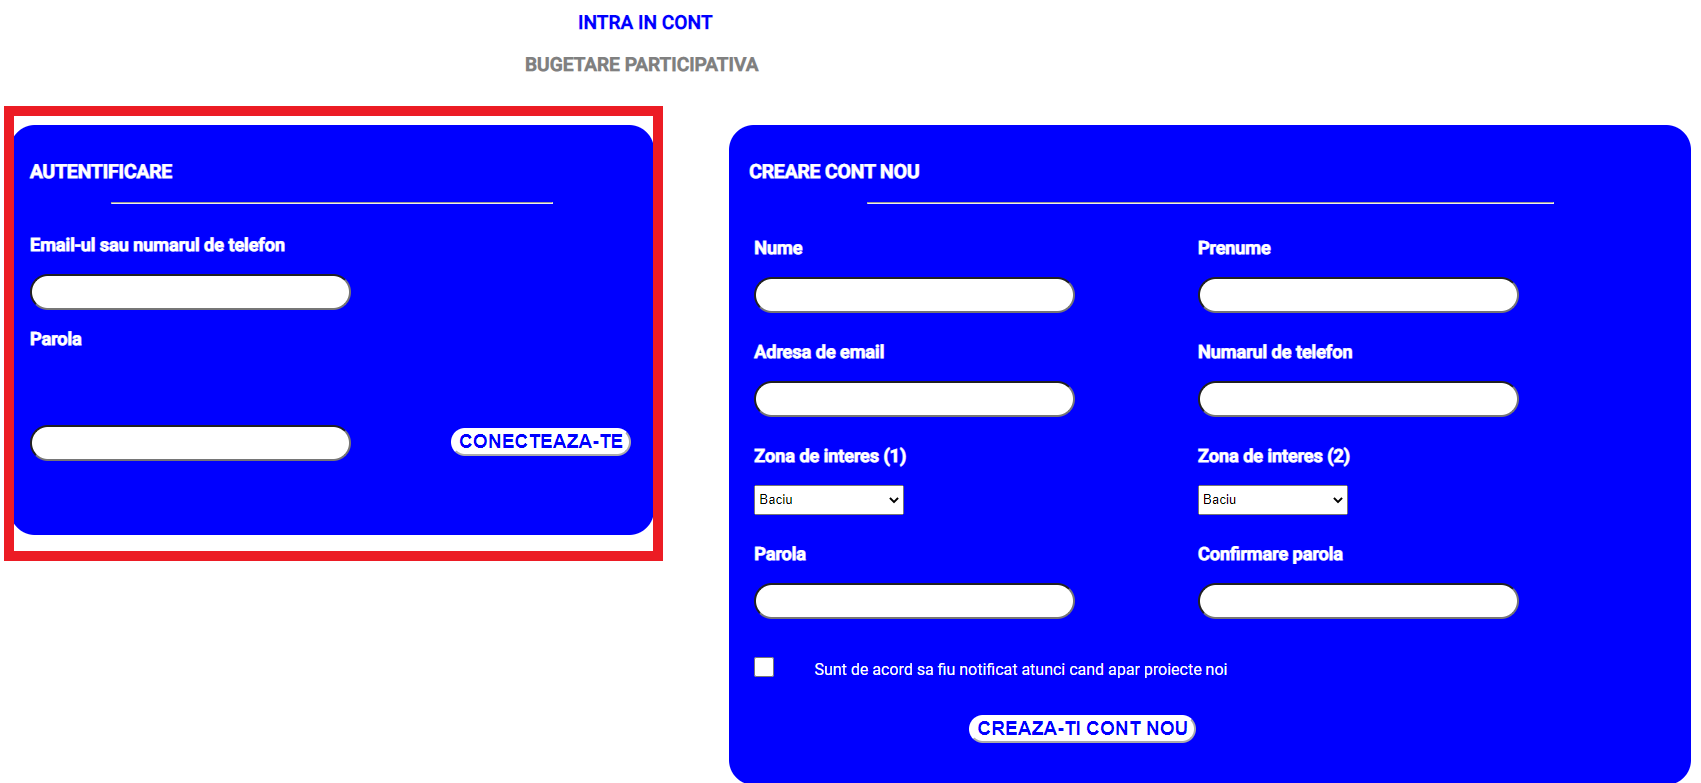 INTRA IN CONT
BUGETARE PARTICIPATIVA
AUTENTIFICARE
Email-ul sau numarul de telefon
Parola
CONECTEAZA-TE
CREARE CONT NOU
Nume
Prenume
Adresa de email
Numarul de telefon
Zona de interes (1)
Zona de interes (2)
Baciu
Baciu
Parola
Confirmare parola
Sunt de acord sa fiu notificat atunci cand apar proiecte noi
CREAZA-TI CONT NOU